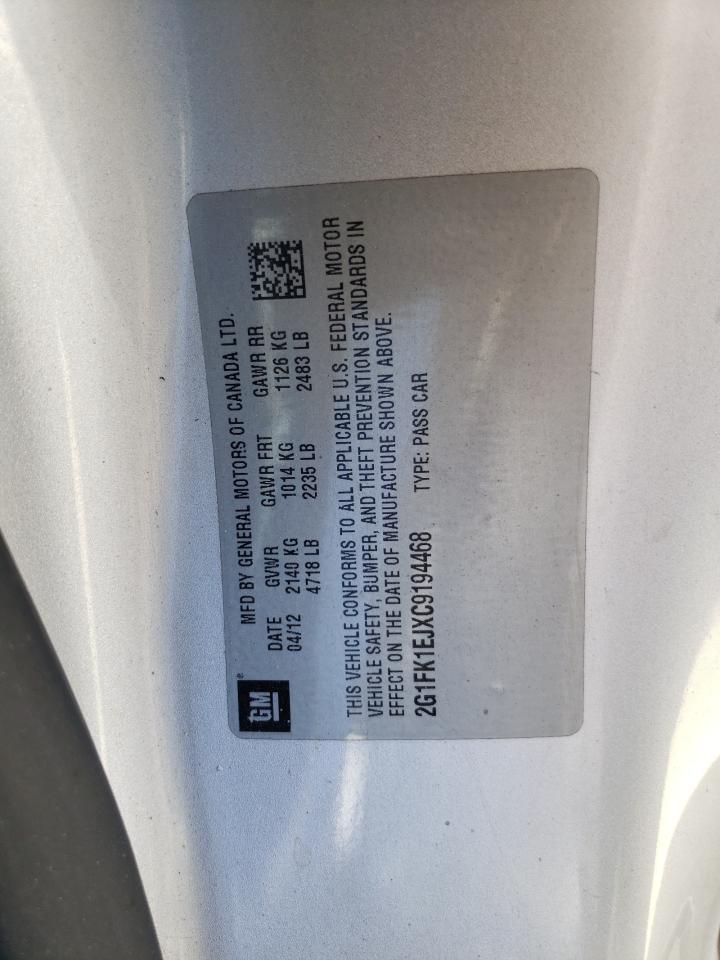 MFD BY GENERAL MOTORS OF CANADA LTD.
DATE GVWR GAWR FRT GAWR RR
04/12 2140 KG 1014 KG 1126 KG
4718 LB 2235 LB 2483 LB
GM®
THIS VEHICLE CONFORMS TO ALL APPLICABLE U.S. FEDERAL MOTOR
VEHICLE SAFETY, BUMPER, AND THEFT PREVENTION STANDARDS IN
EFFECT ON THE DATE OF MANUFACTURE SHOWN ABOVE.
2G1FK1EJXC9194468 TYPE: PASS CAR